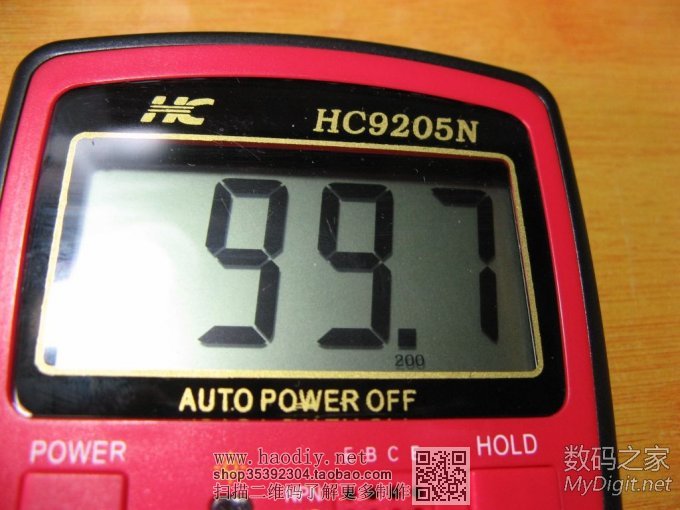 HC HC9205N
99.7
200
AUTO POWER OFF
POWER
E B C E
HOLD
www.haodiy.net
shop35392304.taobao.com
扫描二维码了解更多制作
数码之家
MyDigit.net